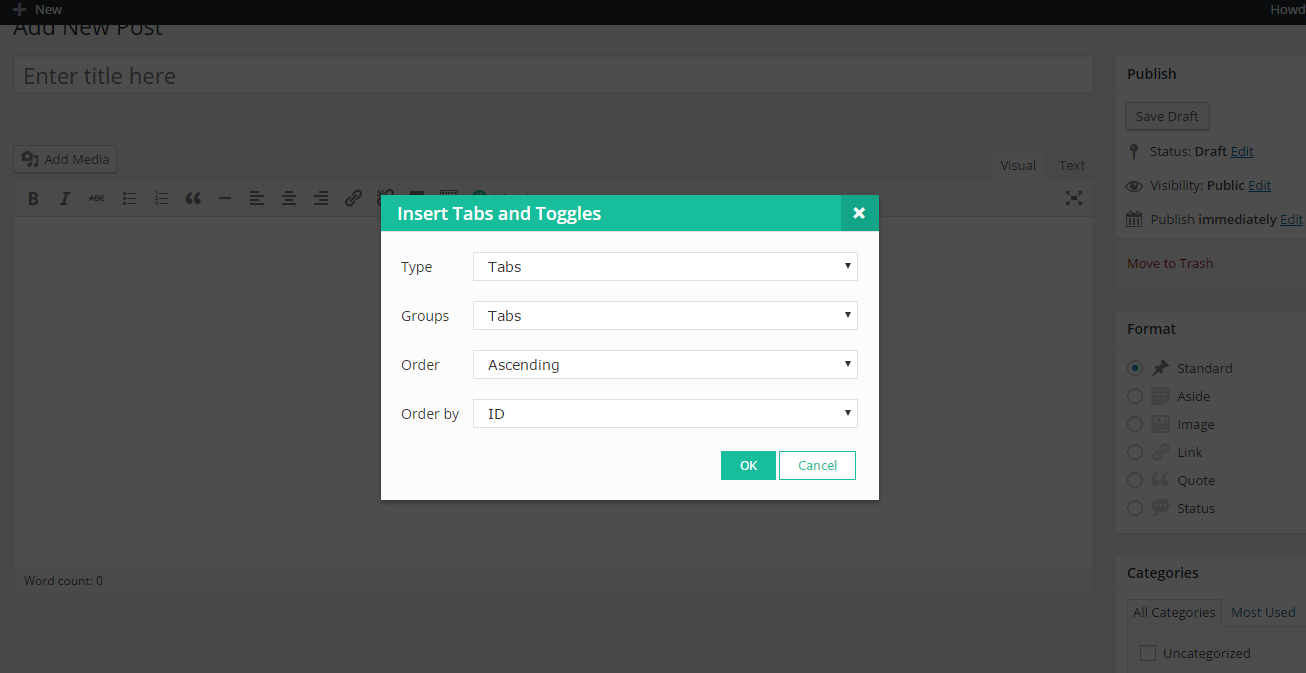 New
Howd
Add New Post
Enter title here
Add Media
Visual
Text
B
I
ABC
Insert Tabs and Toggles
Type
Tabs
Groups
Tabs
Order
Ascending
Order by
ID
OK
Cancel
Word count: 0
Publish
Save Draft
Status: Draft Edit
Visibility: Public Edit
Publish immediately Edit
Move to Trash
Format
Standard
Aside
Image
Link
Quote
Status
Categories
All Categories
Most Used
Uncategorized